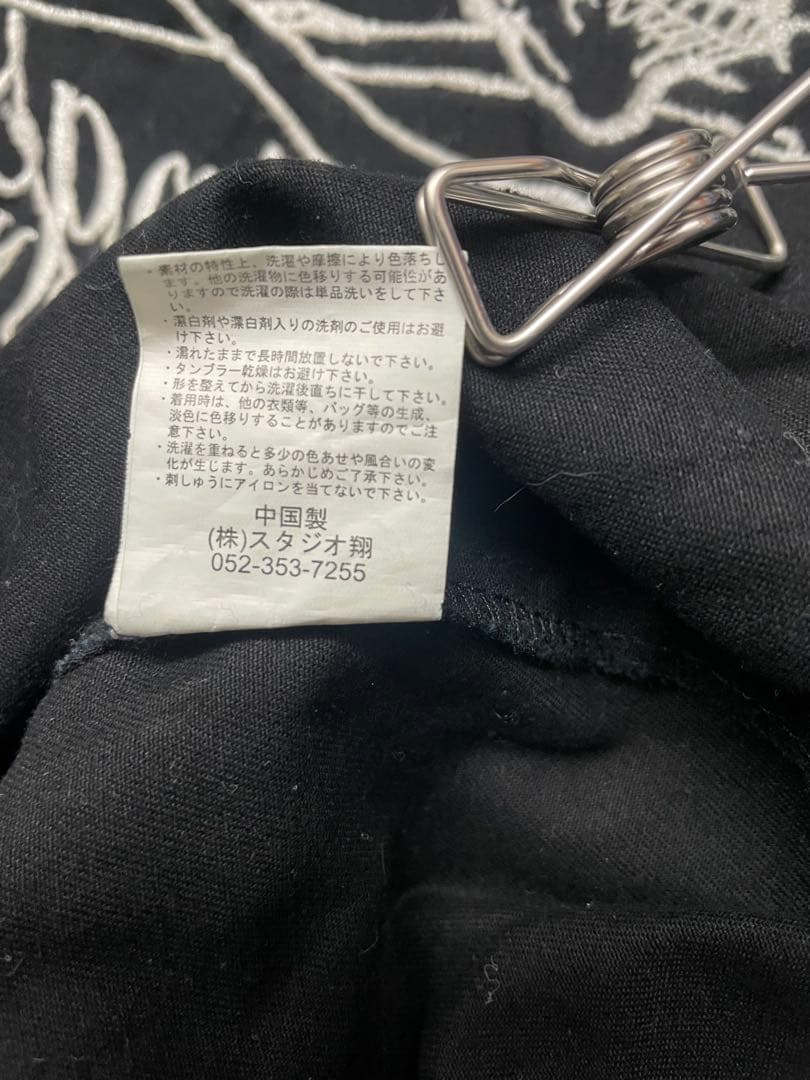 ・素材の特性上、洗濯や摩擦により色落ちし
ます。他の洗濯物に色移りする可能性があ
りますので洗濯の際は単品洗いをして下さ
い。
・潔白剤や漂白剤入りの洗剤のご使用はお避
け下さい。
・濡れたままで長時間放置しないで下さい。
・タンブラー乾燥はお避け下さい。
・形を整えてから洗濯後直ちに干して下さい。
・着用時は、他の衣類等、バッグ等の生成、
淡色に色移りすることがありますのでご注
意下さい。
・洗濯を重ねると多少の色あせや風合いの変
化が生じます。あらかじめご了承下さい。
・刺しゅうにアイロンを当てないで下さい。
中国製
(株)スタジオ翔
052-353-7255